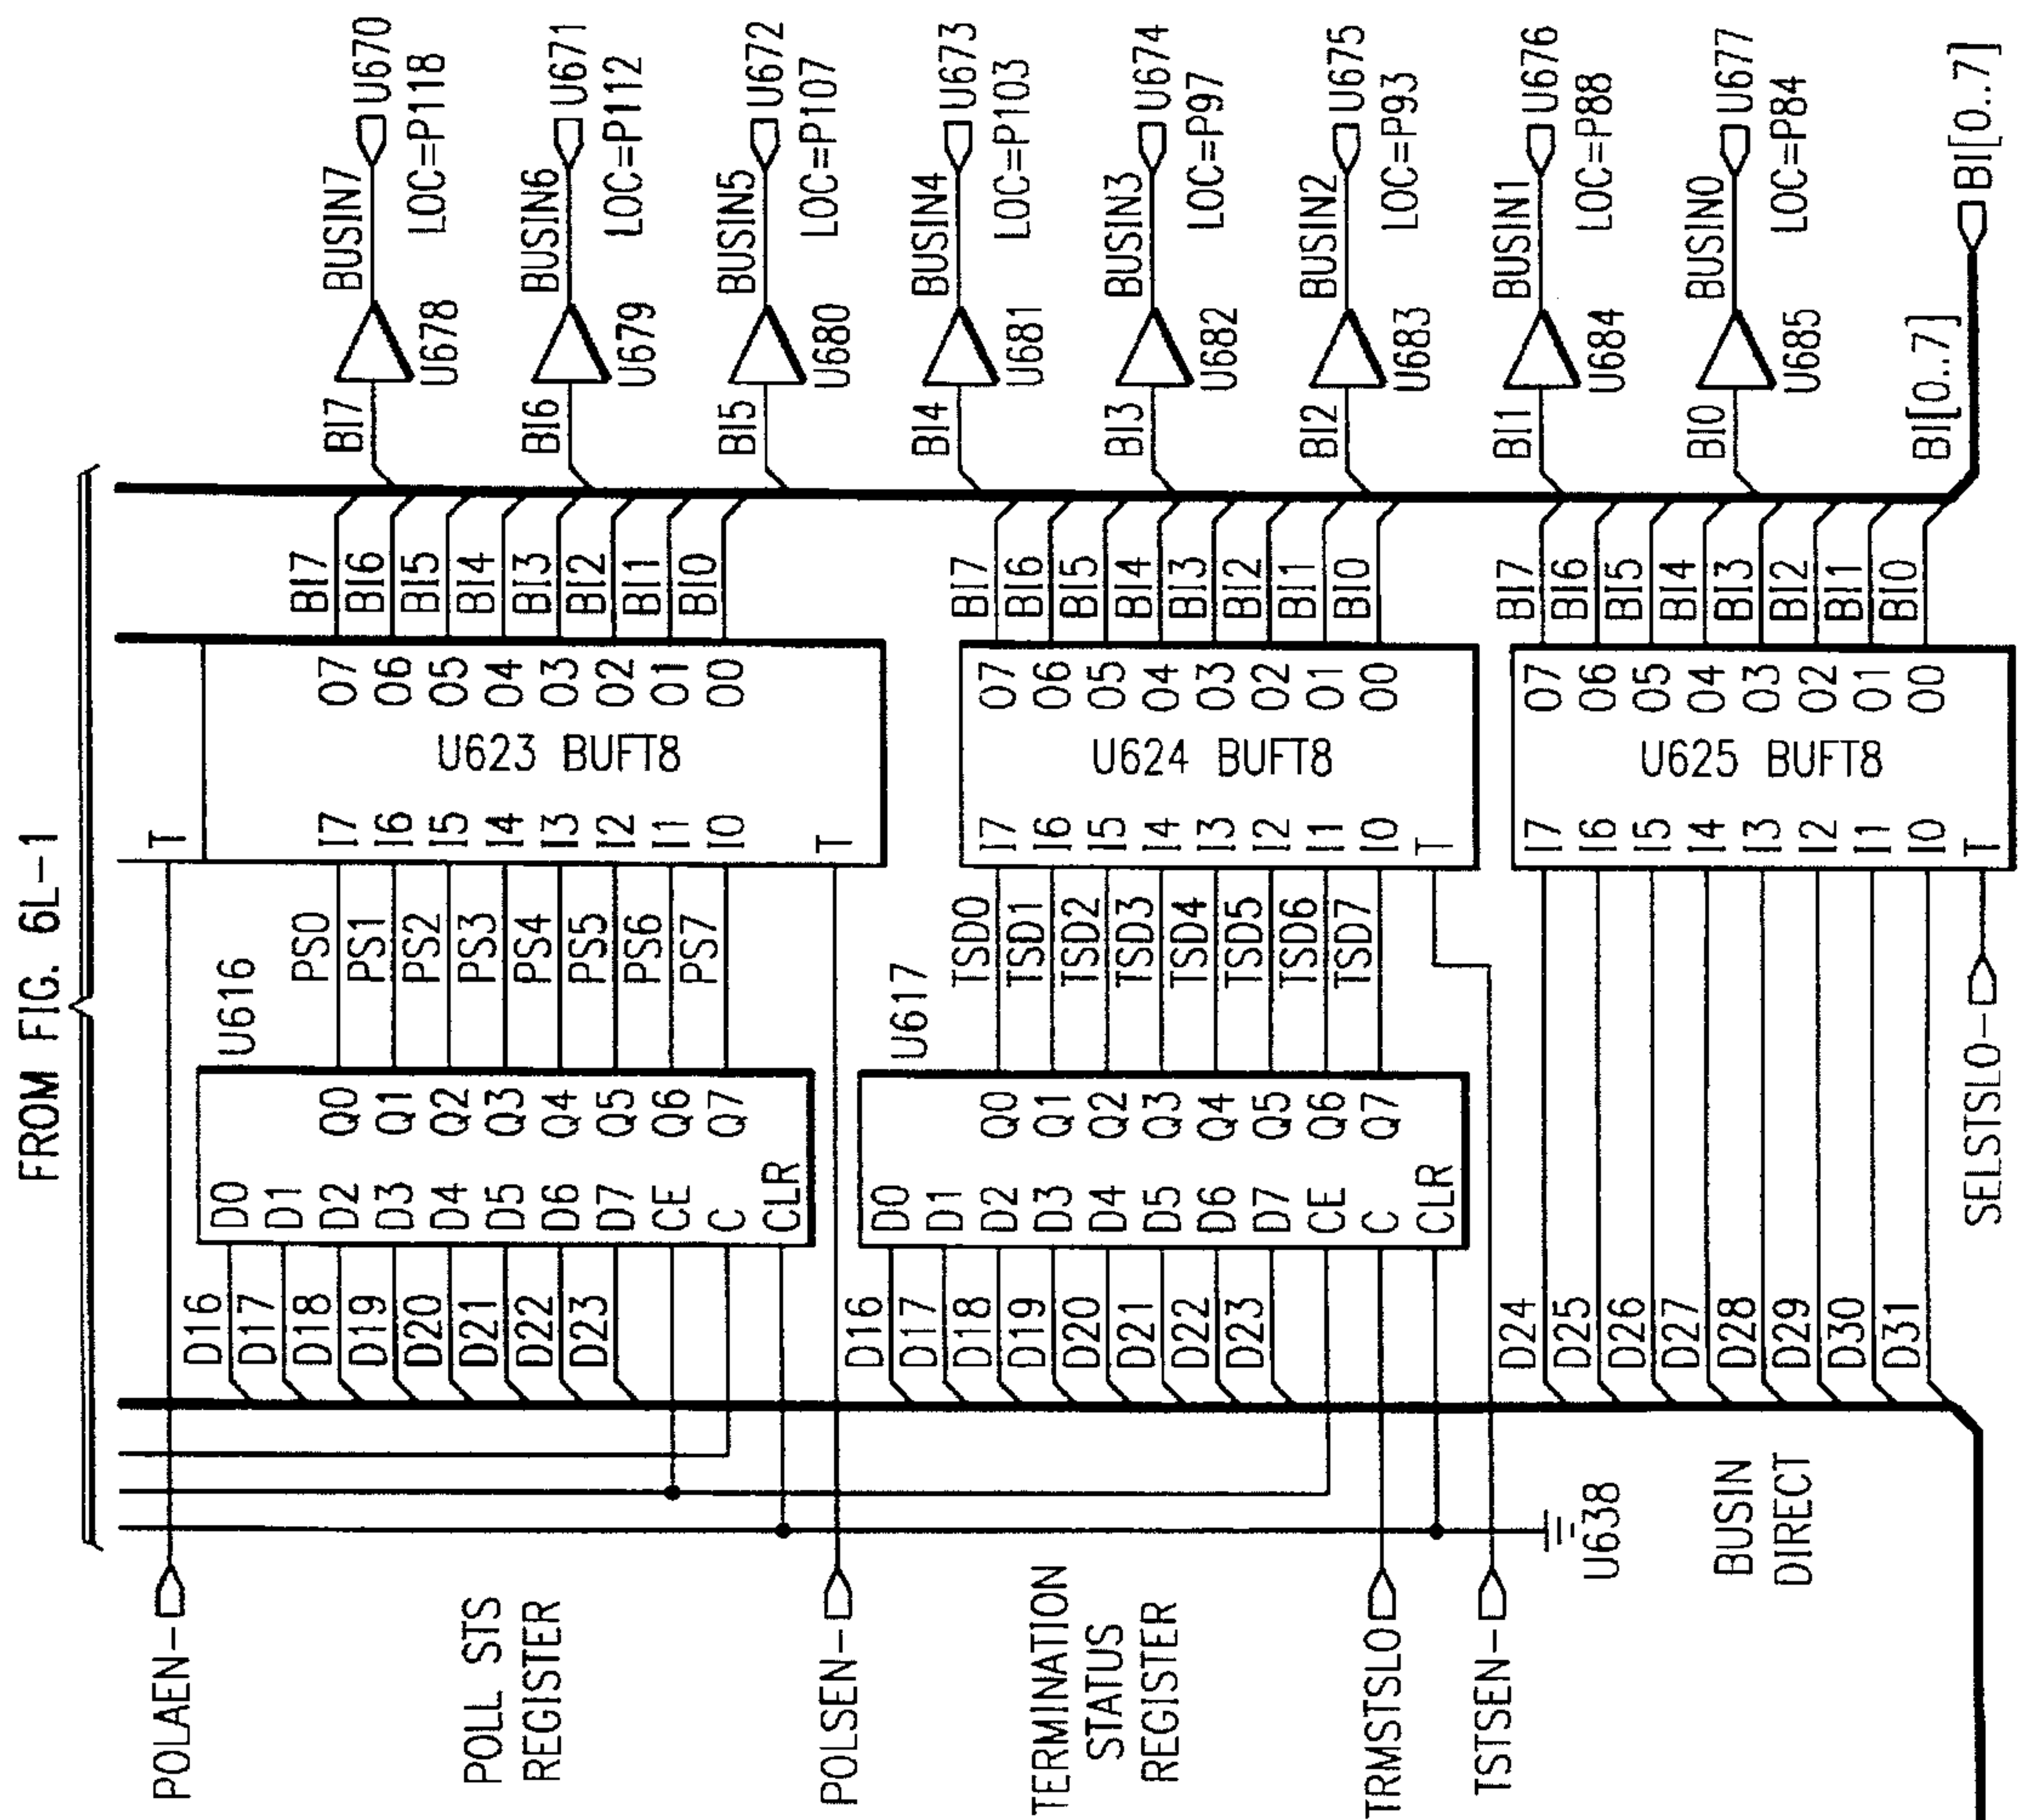 FROM FIG. 6L-1
BI7
BUSIN7
U670
LOC=P118
U678
BI6
BUSIN6
U671
LOC=P112
U679
BI5
BUSIN5
U672
LOC=P107
U680
BI4
BUSIN4
U673
LOC=P103
U681
BI3
BUSIN3
U674
LOC=P97
U682
BI2
BUSIN2
U675
LOC=P93
U683
BI1
BUSIN1
U676
LOC=P88
U684
BI0
BUSIN0
U677
LOC=P84
U685
BI[0..7]
BI[0..7]
BI7
BI6
BI5
BI4
BI3
BI2
BI1
BI0
BI7
BI6
BI5
BI4
BI3
BI2
BI1
BI0
BI7
BI6
BI5
BI4
BI3
BI2
BI1
BI0
T
O7
O6
O5
O4
O3
O2
O1
O0
U623 BUFT8
I7
I6
I5
I4
I3
I2
I1
I0
T
O7
O6
O5
O4
O3
O2
O1
O0
U624 BUFT8
I7
I6
I5
I4
I3
I2
I1
I0
T
O7
O6
O5
O4
O3
O2
O1
O0
U625 BUFT8
I7
I6
I5
I4
I3
I2
I1
I0
T
U616
PS0
PS1
PS2
PS3
PS4
PS5
PS6
PS7
U617
TSD0
TSD1
TSD2
TSD3
TSD4
TSD5
TSD6
TSD7
Q0
Q1
Q2
Q3
Q4
Q5
Q6
Q7
D0
D1
D2
D3
D4
D5
D6
D7
CE
C
CLR
Q0
Q1
Q2
Q3
Q4
Q5
Q6
Q7
D0
D1
D2
D3
D4
D5
D6
D7
CE
C
CLR
SELSTSLO-
D16
D17
D18
D19
D20
D21
D22
D23
D16
D17
D18
D19
D20
D21
D22
D23
D24
D25
D26
D27
D28
D29
D30
D31
POLAEN-
POLL STS
REGISTER
POLSEN-
TERMINATION
STATUS
REGISTER
TRMSTSLO
TSTSEN-
U638
BUSIN
DIRECT